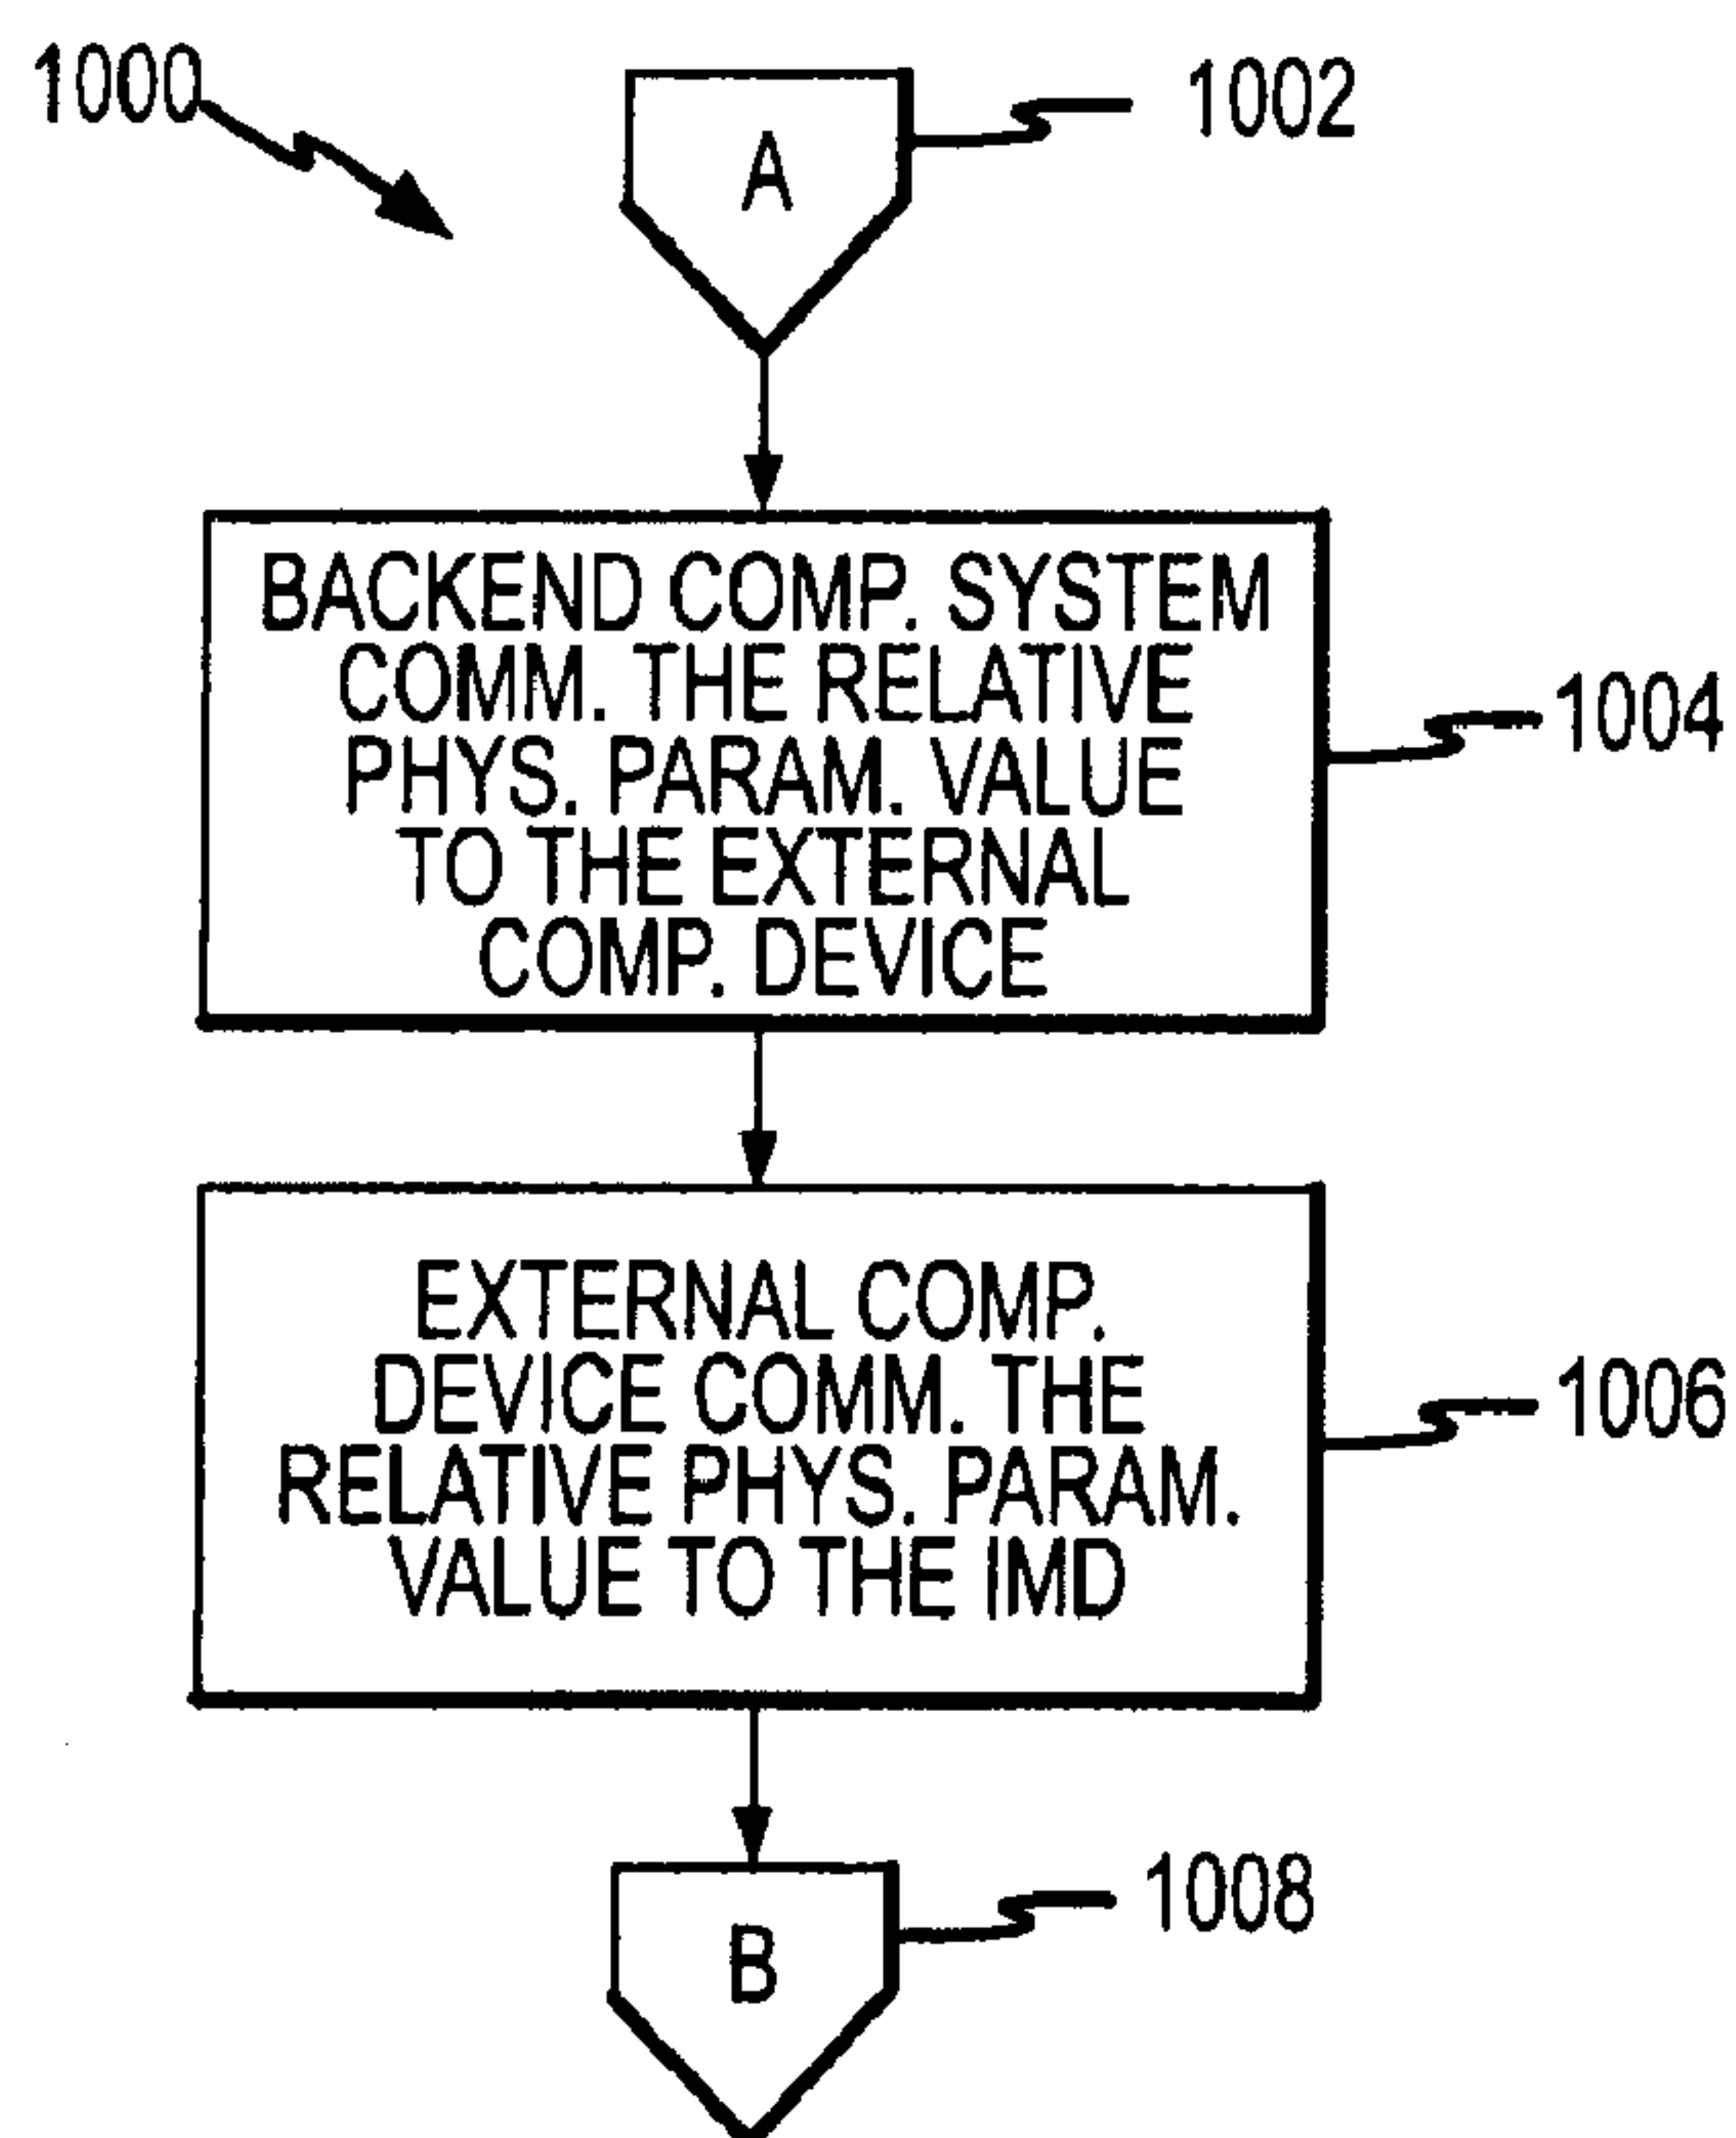 1000
1002
A
BACKEND COMP. SYSTEM
COMM. THE RELATIVE
PHYS. PARAM. VALUE
TO THE EXTERNAL
COMP. DEVICE
1004
EXTERNAL COMP.
DEVICE COMM. THE
RELATIVE PHYS. PARAM.
VALUE TO THE IMD
1006
1008
B